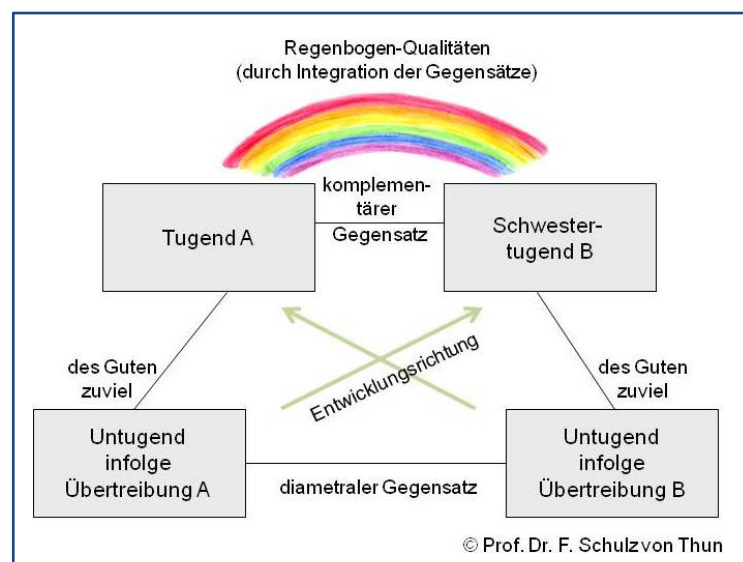 Regenbogen-Qualitäten
(durch Integration der Gegensätze)
komplemen-
tärer
Gegensatz
Tugend A
Schwester-
tugend B
des Guten
zuviel
Entwicklungsrichtung
des Guten
zuviel
Untugend
infolge
Übertreibung A
diametraler Gegensatz
Untugend
infolge
Übertreibung B
© Prof. Dr. F. Schulz von Thun